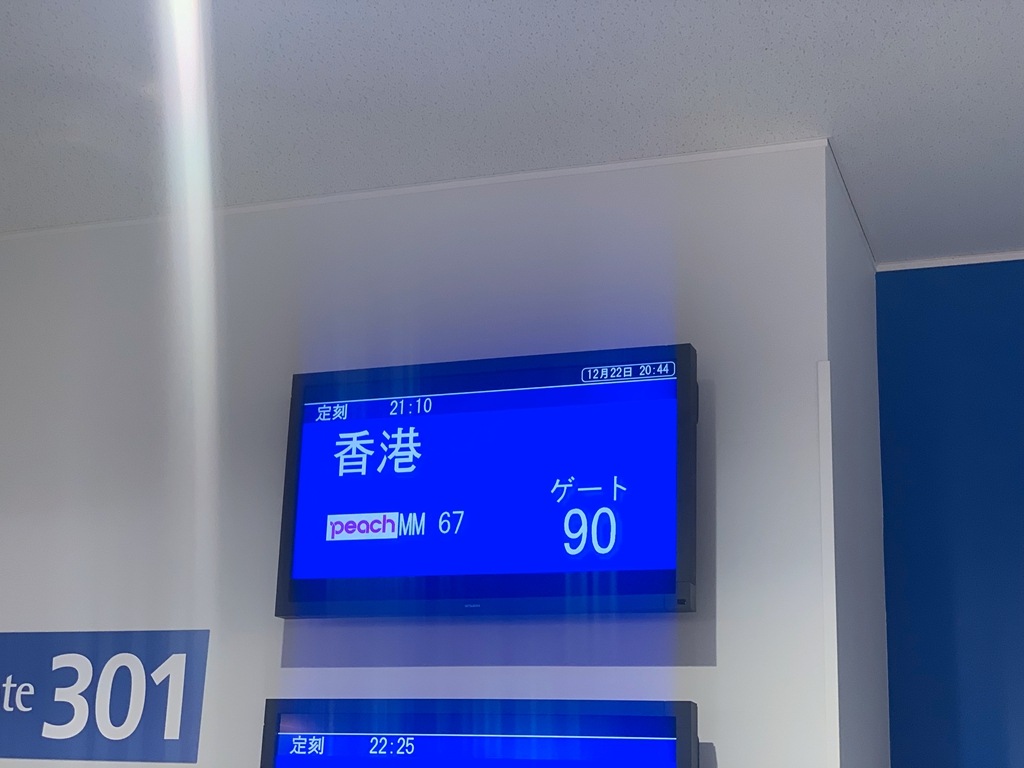 12月22日 20:44
定刻 21:10
香港
ゲート
peach MM 67
90
te 301
定刻 22:25